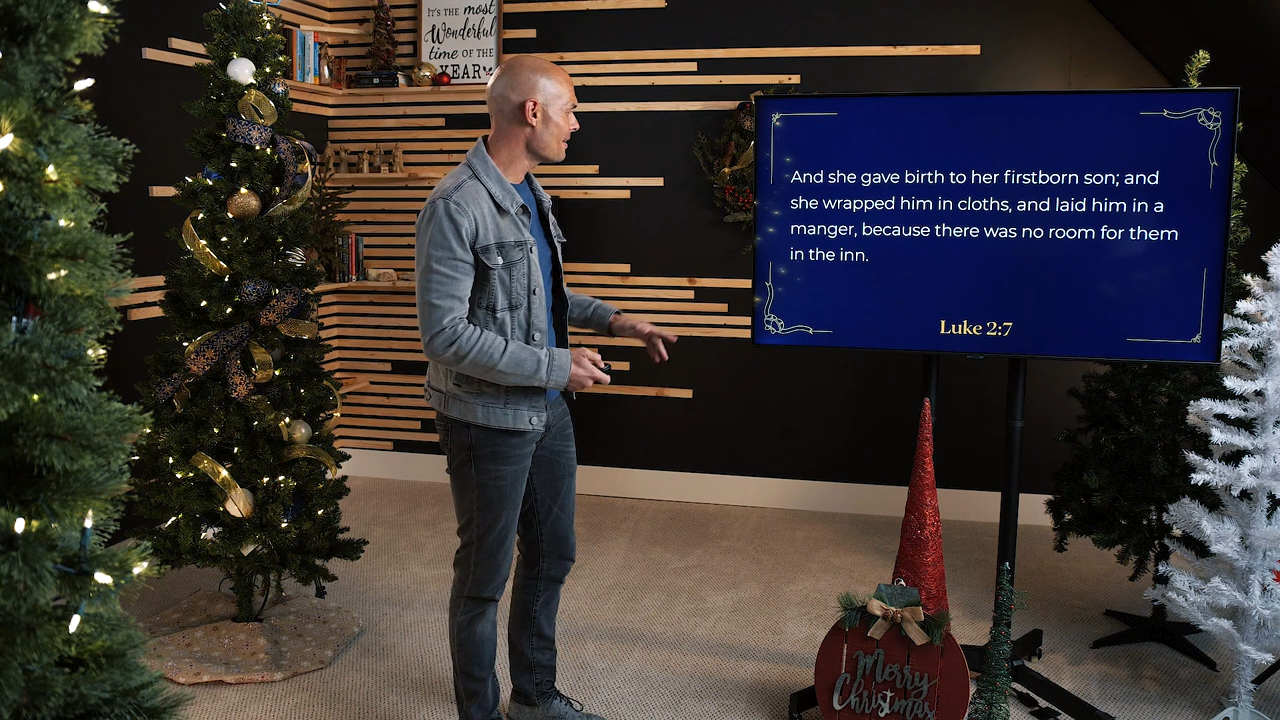 It's the most
Wonderful
time of the
YEAR
And she gave birth to her firstborn son; and
she wrapped him in cloths, and laid him in a
manger, because there was no room for them
in the inn.
Luke 2:7
Merry
Christmas